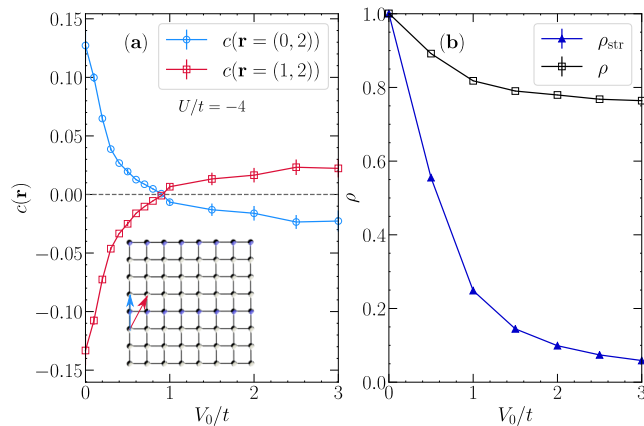 (a)
c(r = (0, 2))
c(r = (1, 2))
U/t = −4
0.15
0.10
0.05
0.00
−0.05
−0.10
−0.15
c(r)
0
1
2
3
V₀/t
(b)
ρstr
ρ
1.0
0.8
0.6
0.4
0.2
0.0
ρ
0
1
2
3
V₀/t